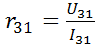 r₃₁ = U₃₁ / I₃₁